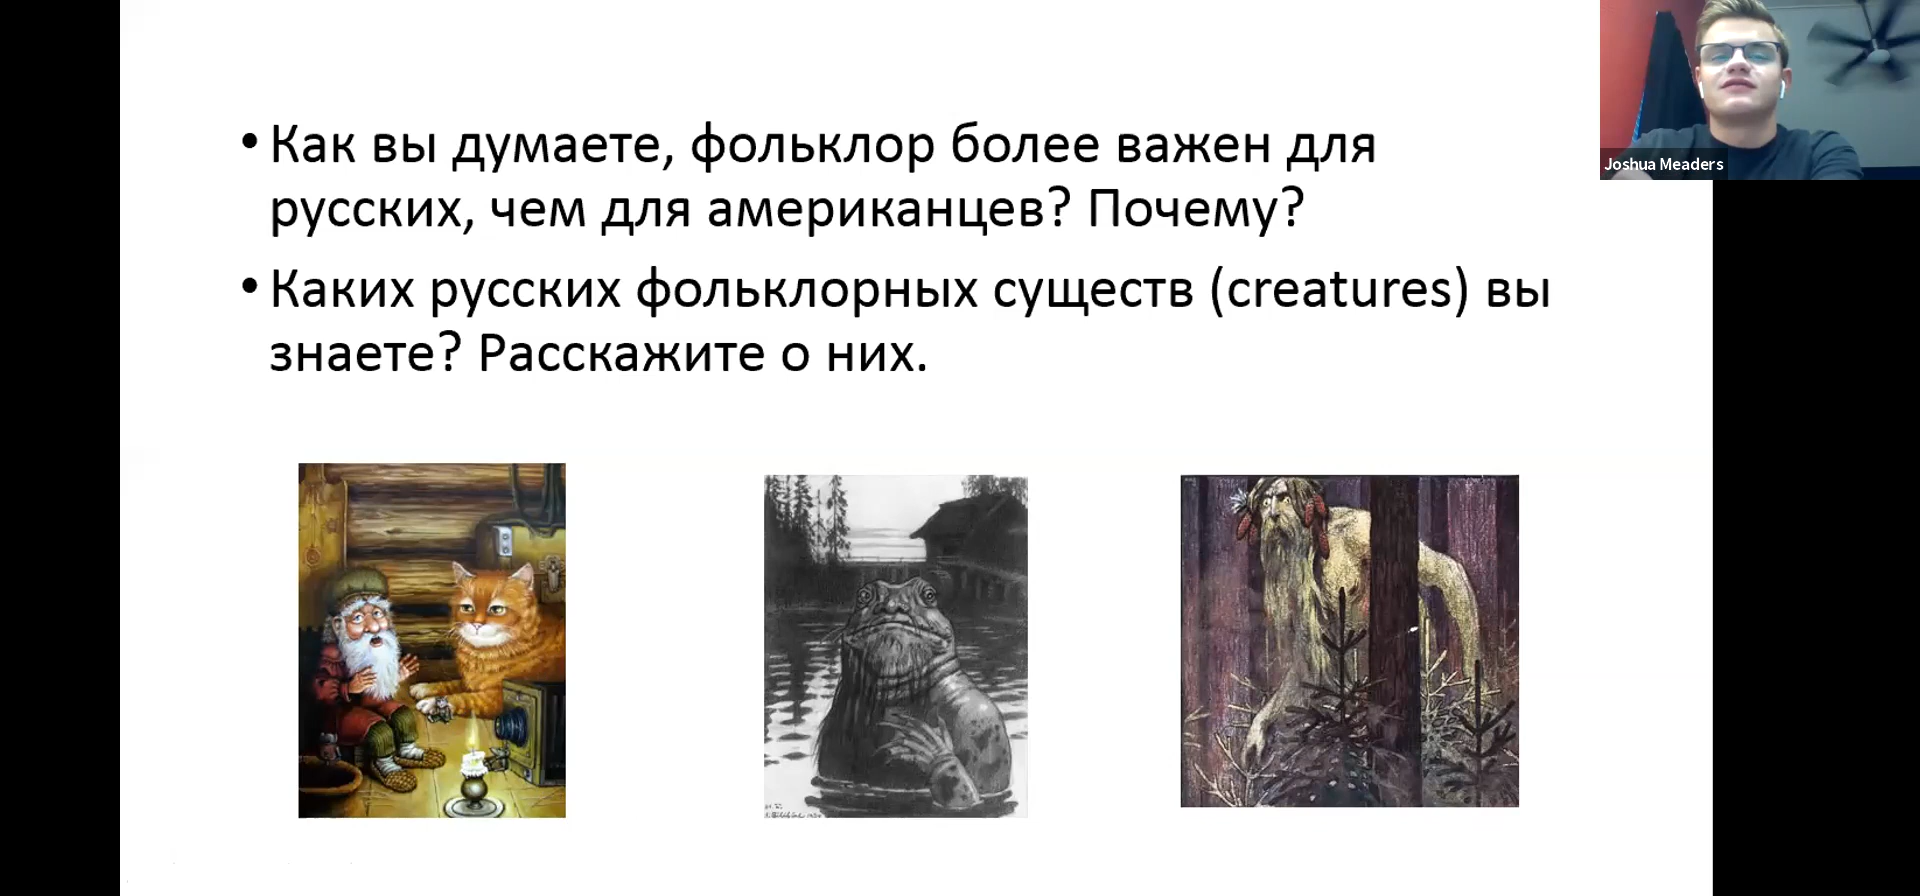 • Как вы думаете, фольклор более важен для
русских, чем для американцев? Почему?
• Каких русских фольклорных существ (creatures) вы
знаете? Расскажите о них.
Joshua Meaders